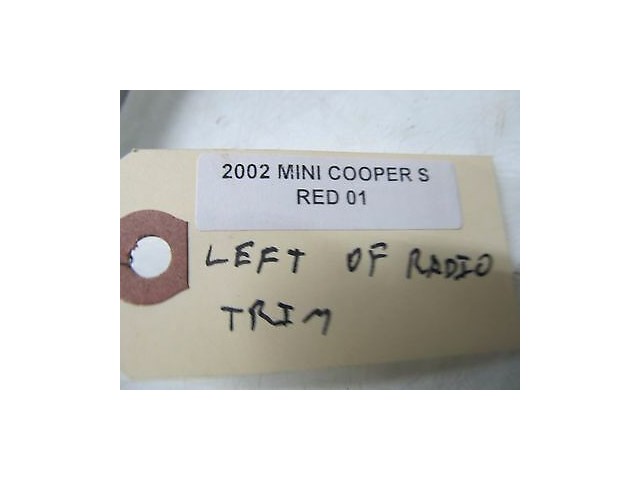 2002 MINI COOPER S
RED 01
LEFT OF RADIO
TRIM